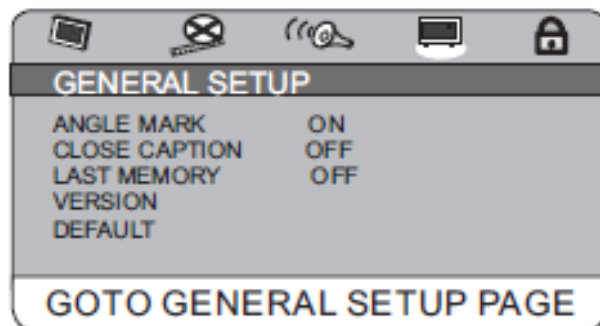 GENERAL SETUP
ANGLE MARK ON
CLOSE CAPTION OFF
LAST MEMORY OFF
VERSION
DEFAULT
GOTO GENERAL SETUP PAGE